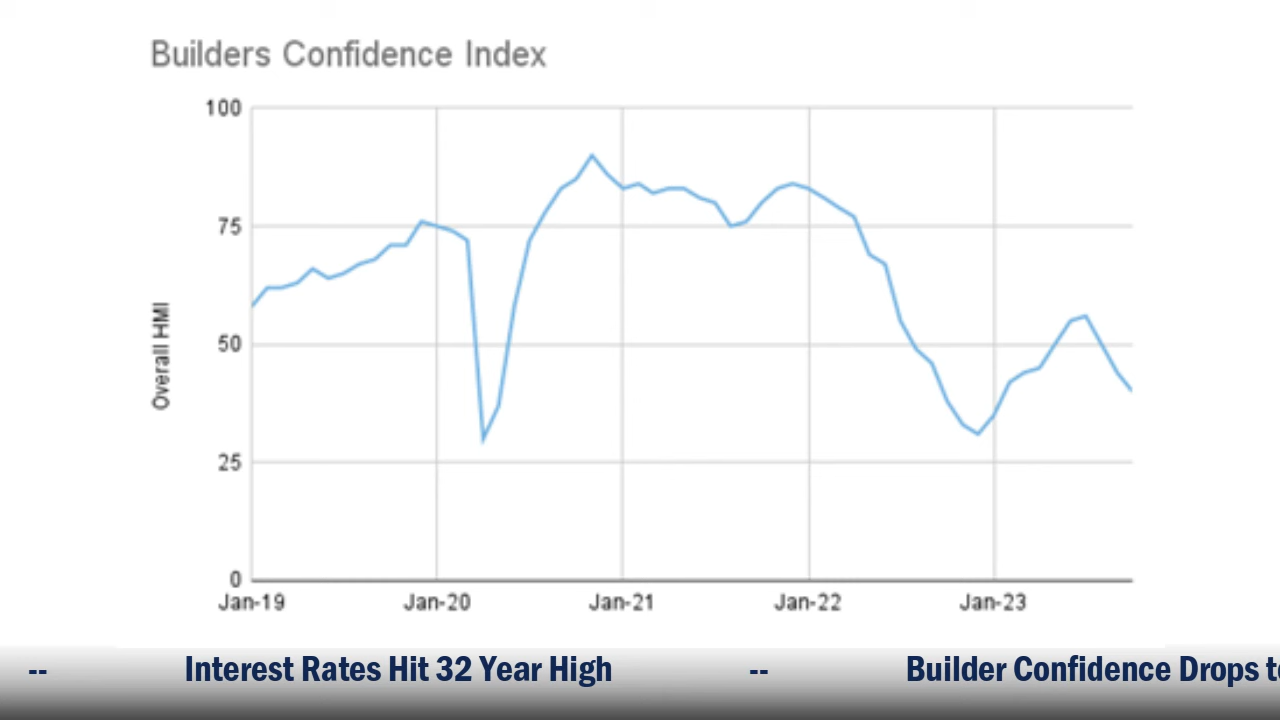 Builders Confidence Index
100
75
50
25
0
Overall HMI
Jan-19 Jan-20 Jan-21 Jan-22 Jan-23
-- Interest Rates Hit 32 Year High -- Builder Confidence Drops